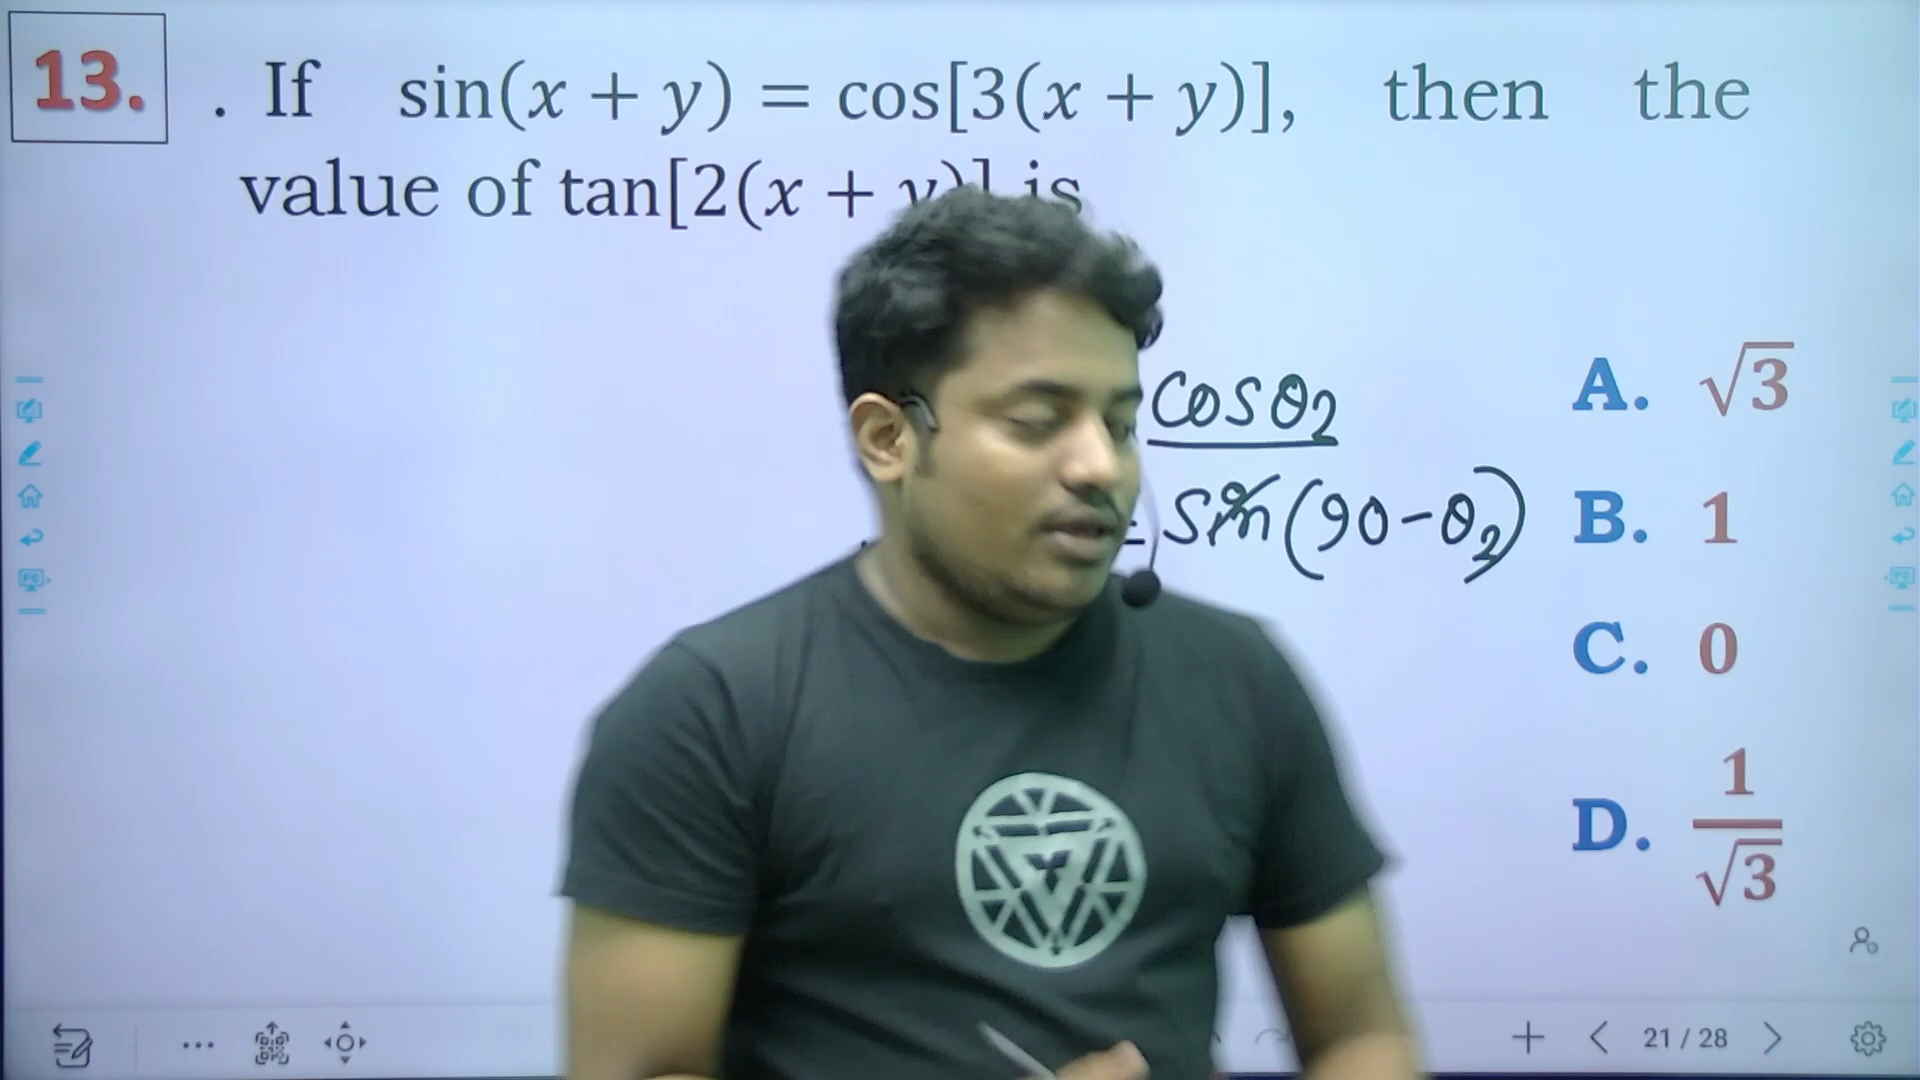 13. . If sin(x + y) = cos[3(x + y)], then the
value of tan[2(x + y)] is
cosθ2
= sin(90-θ2)
A. √3
B. 1
C. 0
D. 1/√3
21 / 28